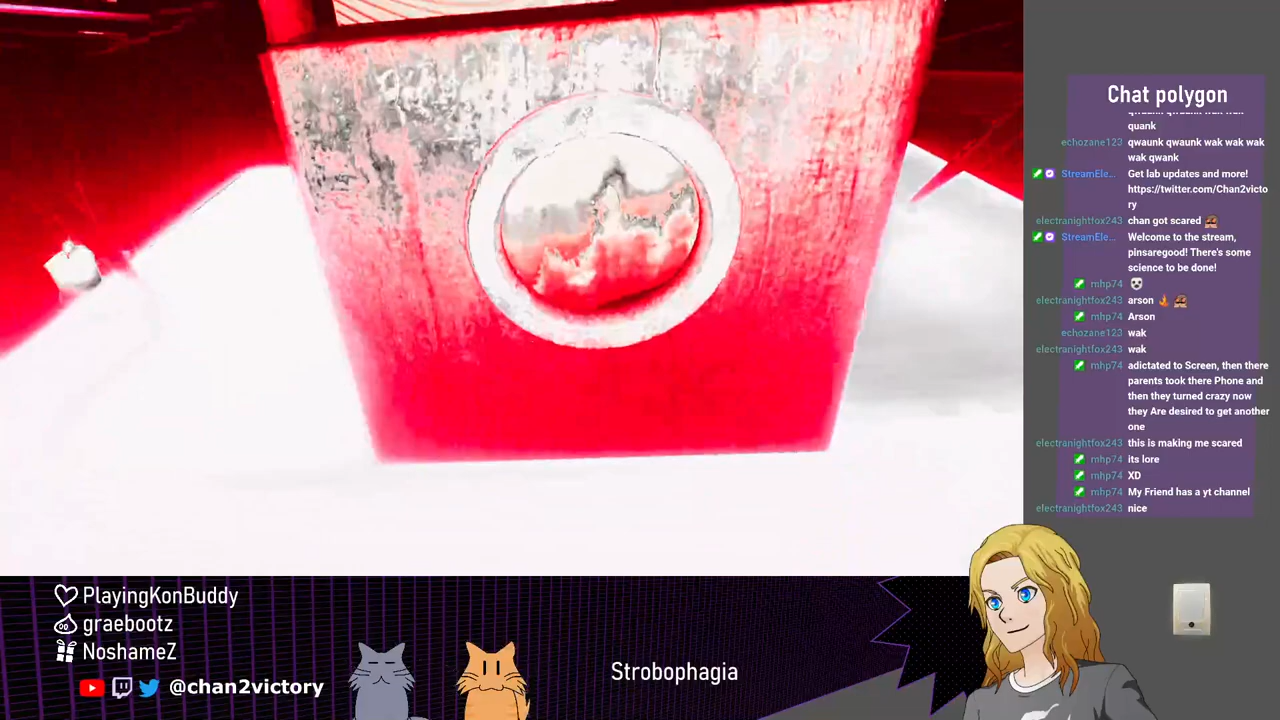 Chat polygon
quank
echozane123 qwaunk qwaunk wak wak wak
wak qwank
StreamEle... Get lab updates and more!
https://twitter.com/Chan2victo
ry
electranightfox243 chan got scared
StreamEle... Welcome to the stream,
pinsaregood! There's some
science to be done!
mhp74
electranightfox243 arson
mhp74 Arson
echozane123 wak
electranightfox243 wak
mhp74 adictated to Screen, then there
parents took there Phone and
then they turned crazy now
they Are desired to get another
one
electranightfox243 this is making me scared
mhp74 its lore
mhp74 XD
mhp74 My Friend has a yt channel
electranightfox243 nice
PlayingKonBuddy
graebootz
NoshameZ
@chan2victory
Strobophagia